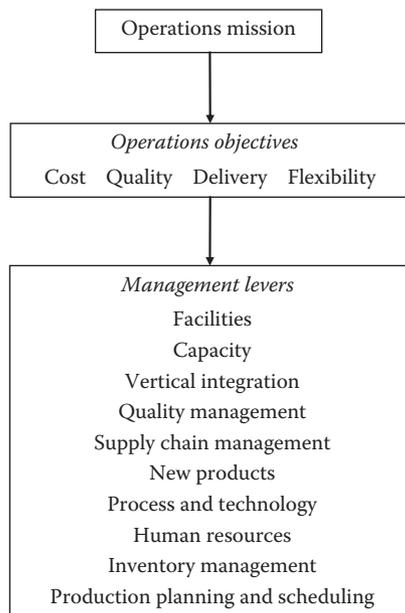 Operations mission
Operations objectives
Cost Quality Delivery Flexibility
Management levers
Facilities
Capacity
Vertical integration
Quality management
Supply chain management
New products
Process and technology
Human resources
Inventory management
Production planning and scheduling